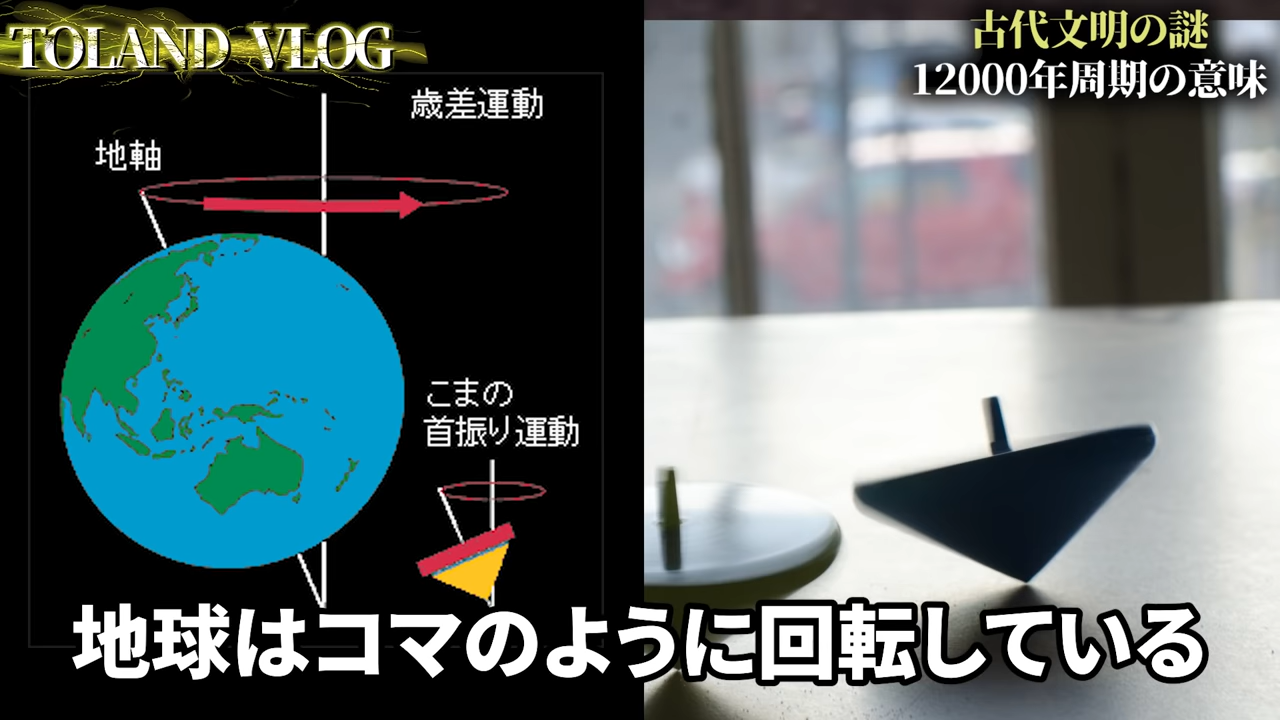 TOLAND VLOG
古代文明の謎
12000年周期の意味
歳差運動
地軸
こまの
首振り運動
地球はコマのように回転している